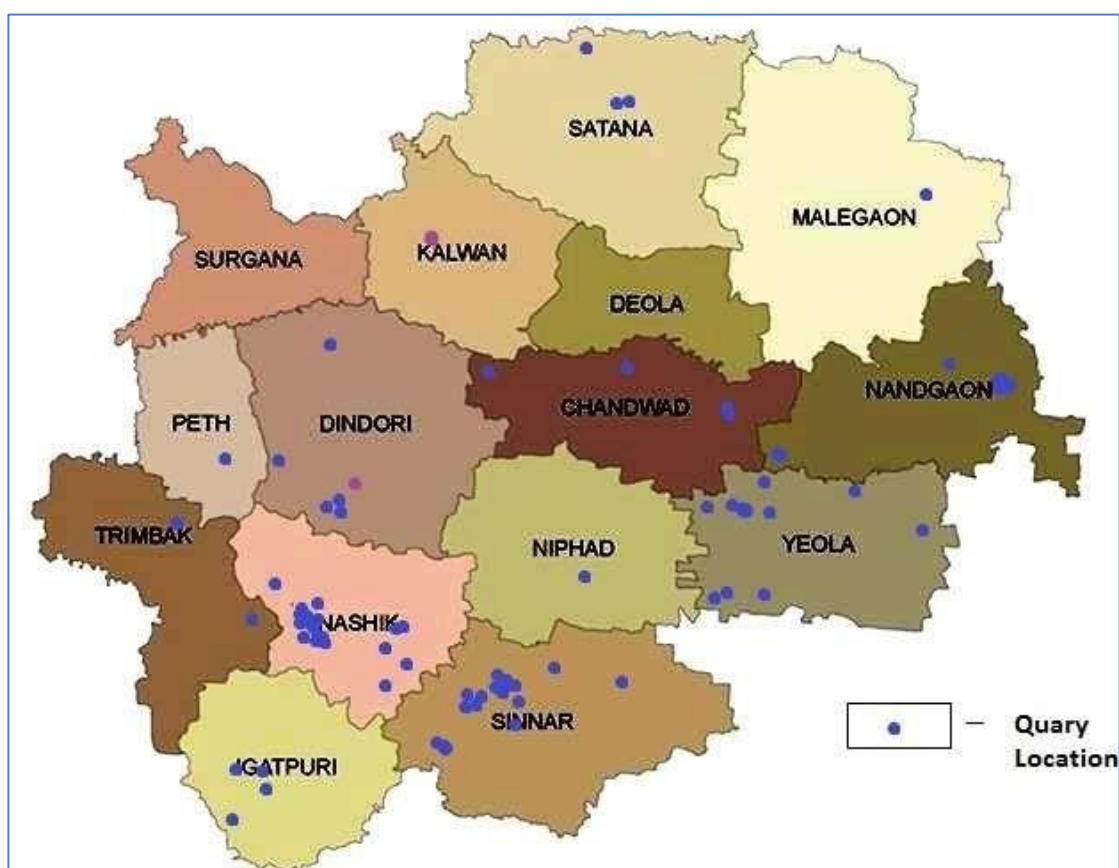 SATANA
MALEGAON
SURGANA
KALWAN
DEOLA
NANDGAON
CHANDWAD
PETH
DINDORI
TRIMBAK
NIPHAD
YEOLA
NASHIK
SINNAR
IGATPURI
– Quary
Location